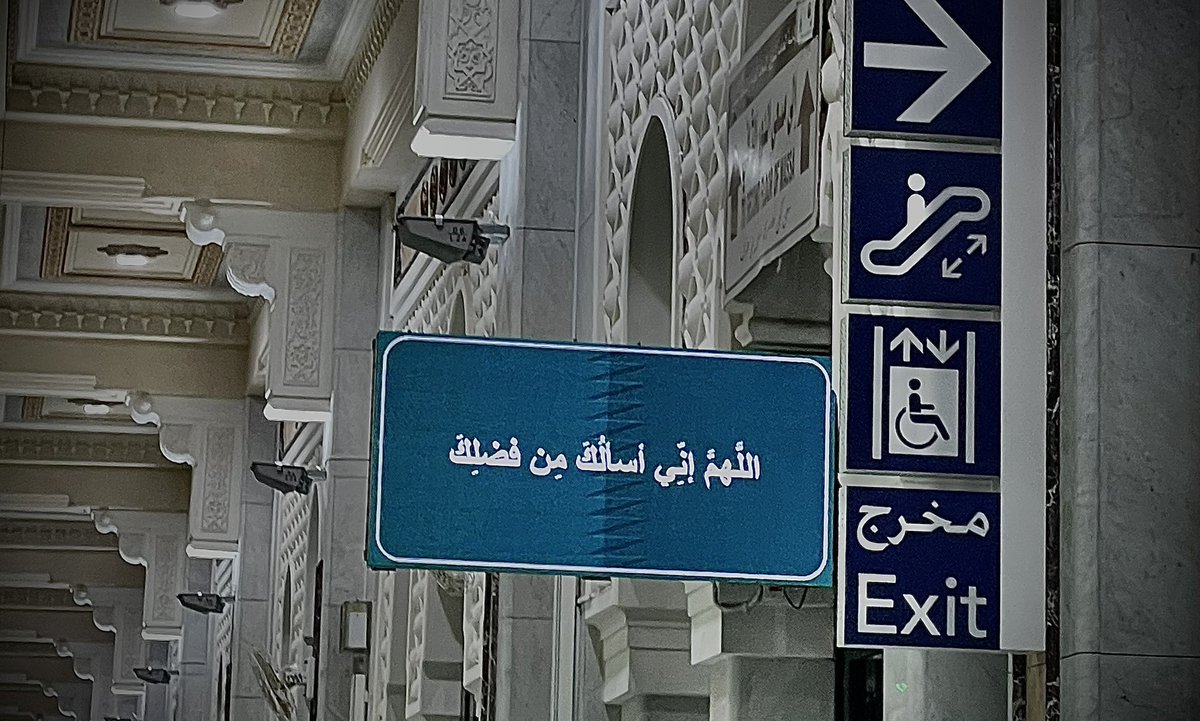 اللَّهمَّ إنِّي أسألُكَ مِن فضلِكَ
مخرج
Exit